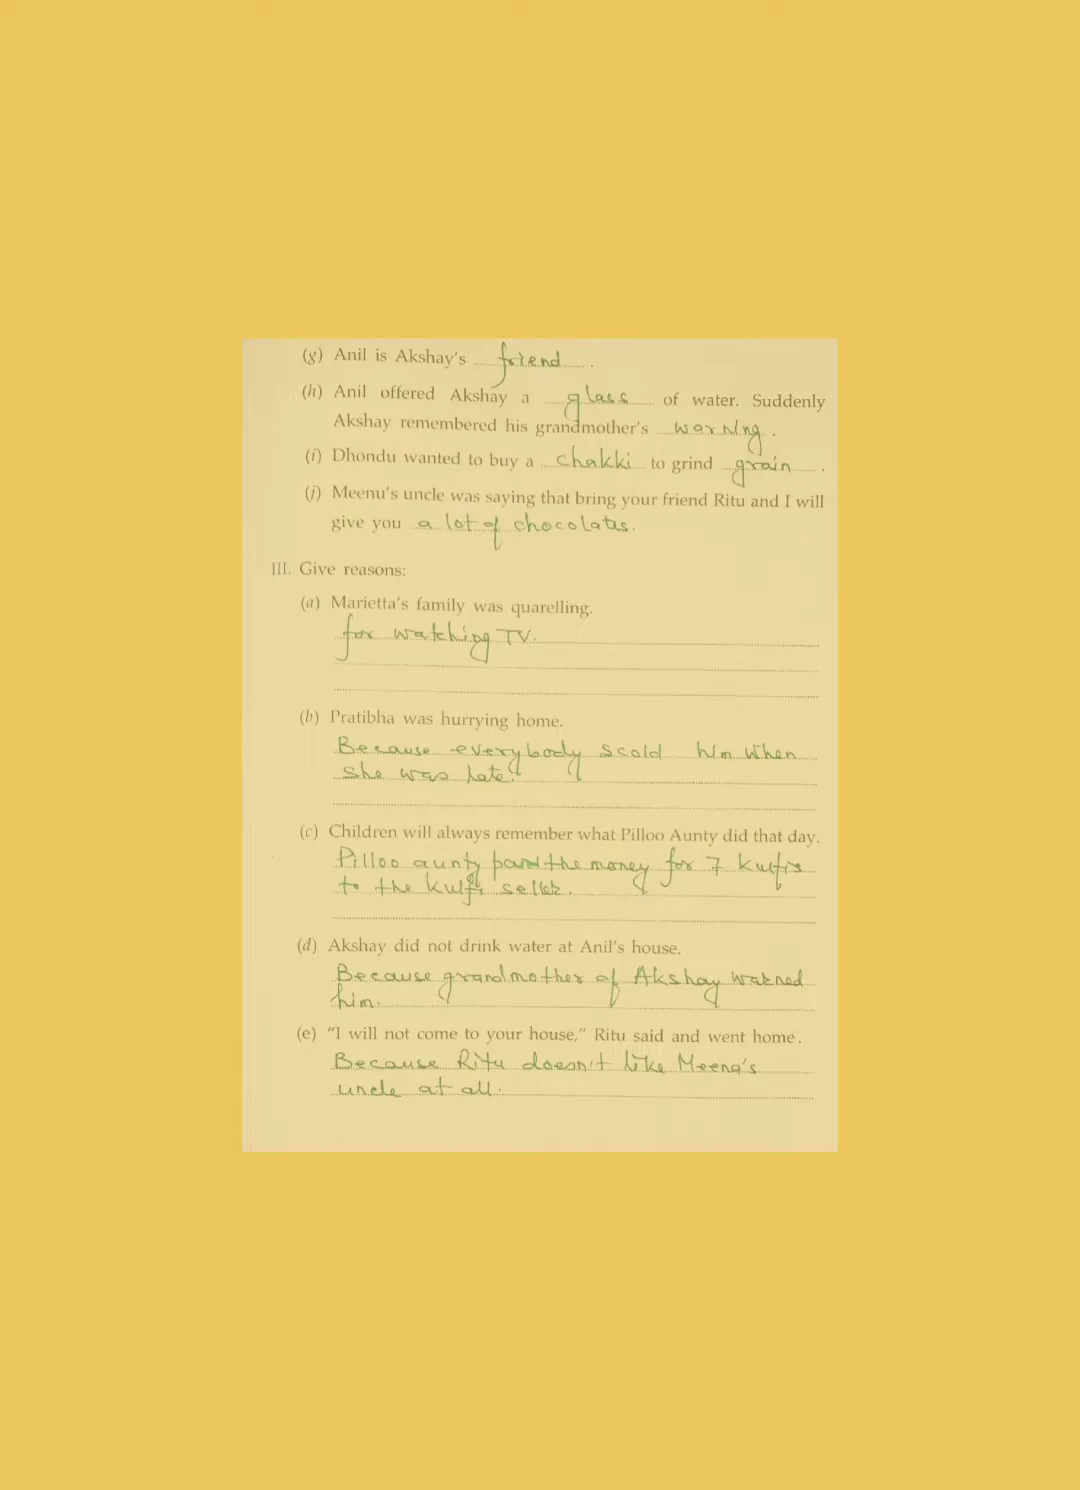 (g) Anil is Akshay's friend.
(h) Anil offered Akshay a glass of water. Suddenly
Akshay remembered his grandmother's warning.
(i) Dhondu wanted to buy a chakki to grind grain.
(j) Meenu's uncle was saying that bring your friend Ritu and I will
give you a lot of chocolates.
III. Give reasons:
(a) Marietta's family was quarelling.
for watching TV.
(b) Pratibha was hurrying home.
Because everybody scold him when
she was late.
(c) Children will always remember what Pilloo Aunty did that day.
Pilloo aunty the money for 7 Kulfis
to the Kulfi seller.
(d) Akshay did not drink water at Anil's house.
Because grandmother of Akshay warned
him.
(e) "I will not come to your house," Ritu said and went home.
Because Ritu doesn't like Meena's
uncle at all.